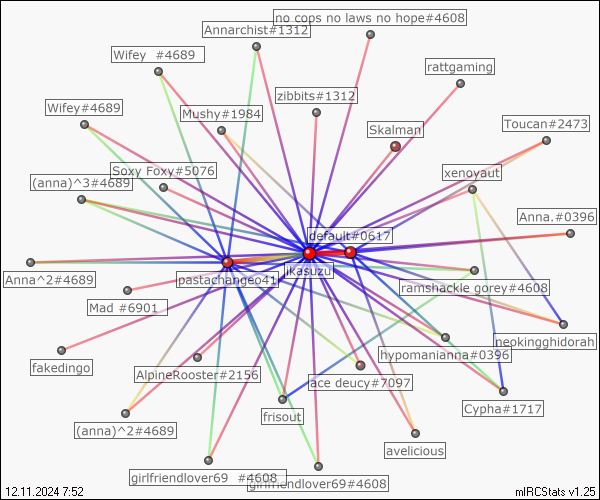 no cops no laws no hope#4608
Annarchist#1312
Wifey  #4689
rattgaming
zibbits#1312
Wifey#4689
Mushy#1984
Toucan#2473
Skalman
Soxy Foxy#5076
xenoyaut
(anna)^3#4689
Anna.#0396
default#0617
Anna^2#4689
pastachangeo41
ikasuzu
ramshackle gorey#4608
Mad #6901
neokingghidorah
hypomanianna#0396
fakedingo
AlpineRooster#2156
ace deucy#7097
Cypha#1717
frisout
(anna)^2#4689
avelicious
girlfriendlover69  #4608
girlfriendlover69#4608
12.11.2024 7:52
mIRCStats v1.25